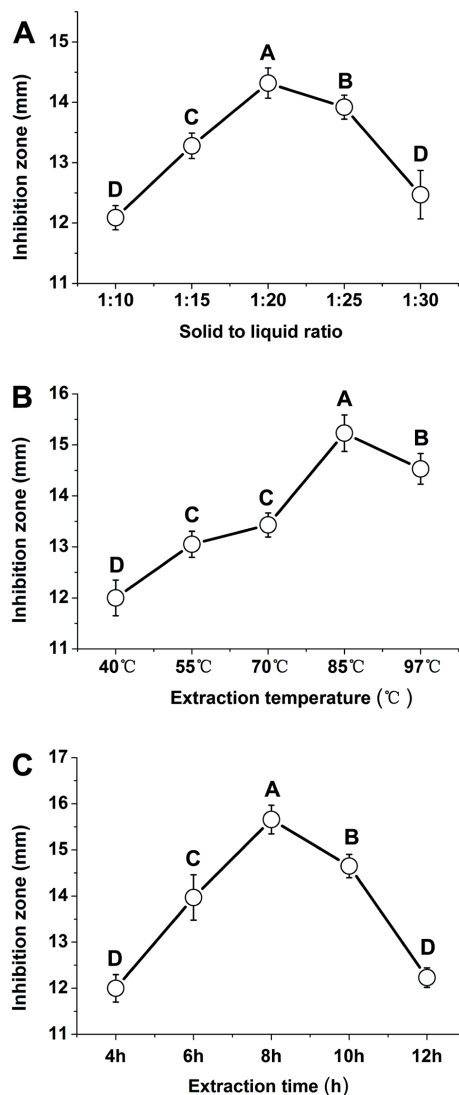 A
15
14
13
12
11
Inhibition zone (mm)
D
C
A
B
D
1:10 1:15 1:20 1:25 1:30
Solid to liquid ratio
B
16
15
14
13
12
11
Inhibition zone (mm)
D
C
C
A
B
40℃ 55℃ 70℃ 85℃ 97℃
Extraction temperature (℃)
C
17
16
15
14
13
12
11
Inhibition zone (mm)
D
C
A
B
D
4h 6h 8h 10h 12h
Extraction time (h)